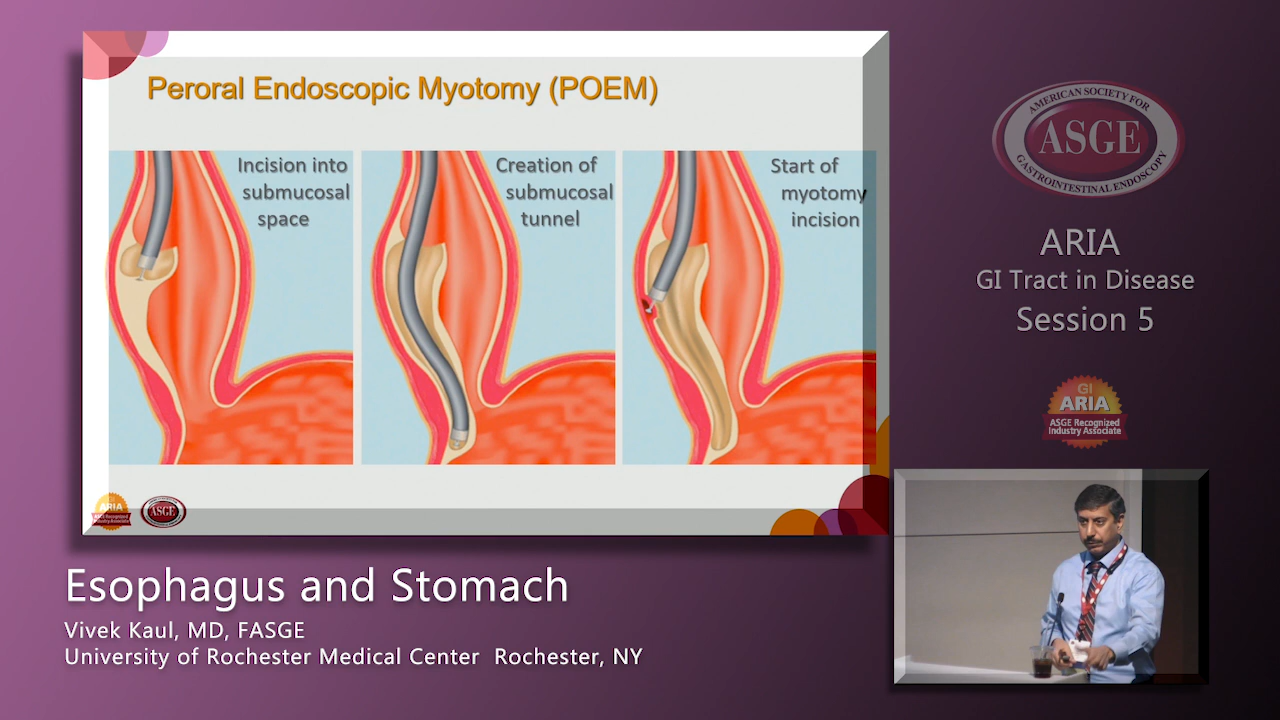 Peroral Endoscopic Myotomy (POEM)
Incision into
submucosal
space
Creation of
submucosal
tunnel
Start of
myotomy
incision
ARIA
ASGE
AMERICAN SOCIETY FOR
ASGE
GASTROINTESTINAL ENDOSCOPY
ARIA
GI Tract in Disease
Session 5
GI
ARIA
ASGE Recognized
Industry Associate
Esophagus and Stomach
Vivek Kaul, MD, FASGE
University of Rochester Medical Center Rochester, NY